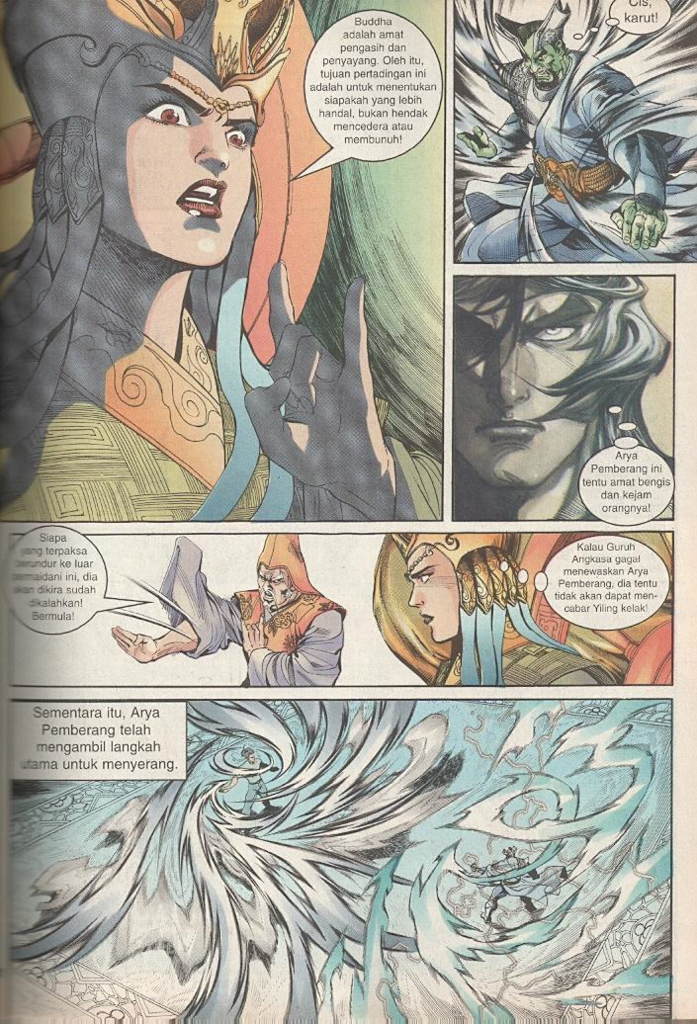 Buddha
adalah amat
pengasih dan
penyayang. Oleh itu,
tujuan pertadingan ini
adalah untuk menentukan
siapakah yang lebih
handal, bukan hendak
mencedera atau
membunuh!
Cis,
karut!
Arya
Pemberang ini
tentu amat bengis
dan kejam
orangnya!
Siapa
yang terpaksa
berundur ke luar
permaidani ini, dia
akan dikira sudah
dikalahkan!
Bermula!
Kalau Guruh
Angkasa gagal
menewaskan Arya
Pemberang, dia tentu
tidak akan dapat men-
cabar Yiling kelak!
Sementara itu, Arya
Pemberang telah
mengambil langkah
utama untuk menyerang.